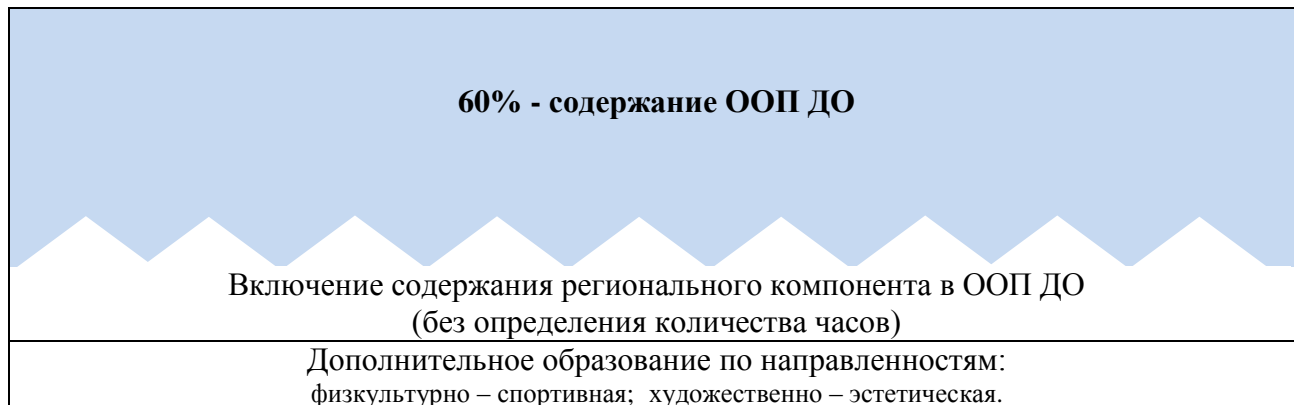 60% - содержание ООП ДО
Включение содержания регионального компонента в ООП ДО
(без определения количества часов)
Дополнительное образование по направленностям:
физкультурно – спортивная; художественно – эстетическая.